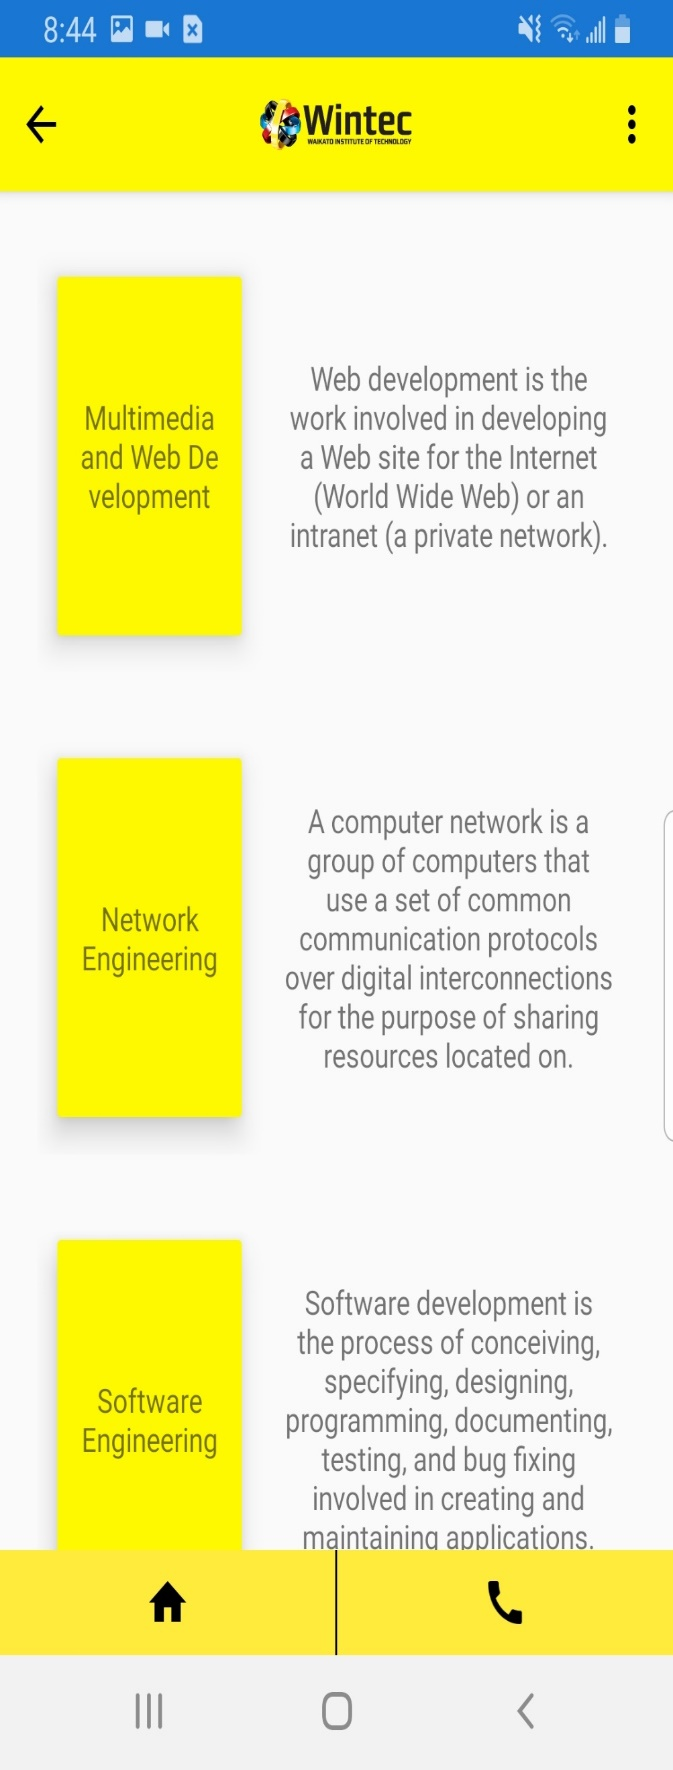 8:44
Wintec
WAIKATO INSTITUTE OF TECHNOLOGY
Multimedia
and Web De
velopment
Web development is the
work involved in developing
a Web site for the Internet
(World Wide Web) or an
intranet (a private network).
Network
Engineering
A computer network is a
group of computers that
use a set of common
communication protocols
over digital interconnections
for the purpose of sharing
resources located on.
Software
Engineering
Software development is
the process of conceiving,
specifying, designing,
programming, documenting,
testing, and bug fixing
involved in creating and
maintaining applications.